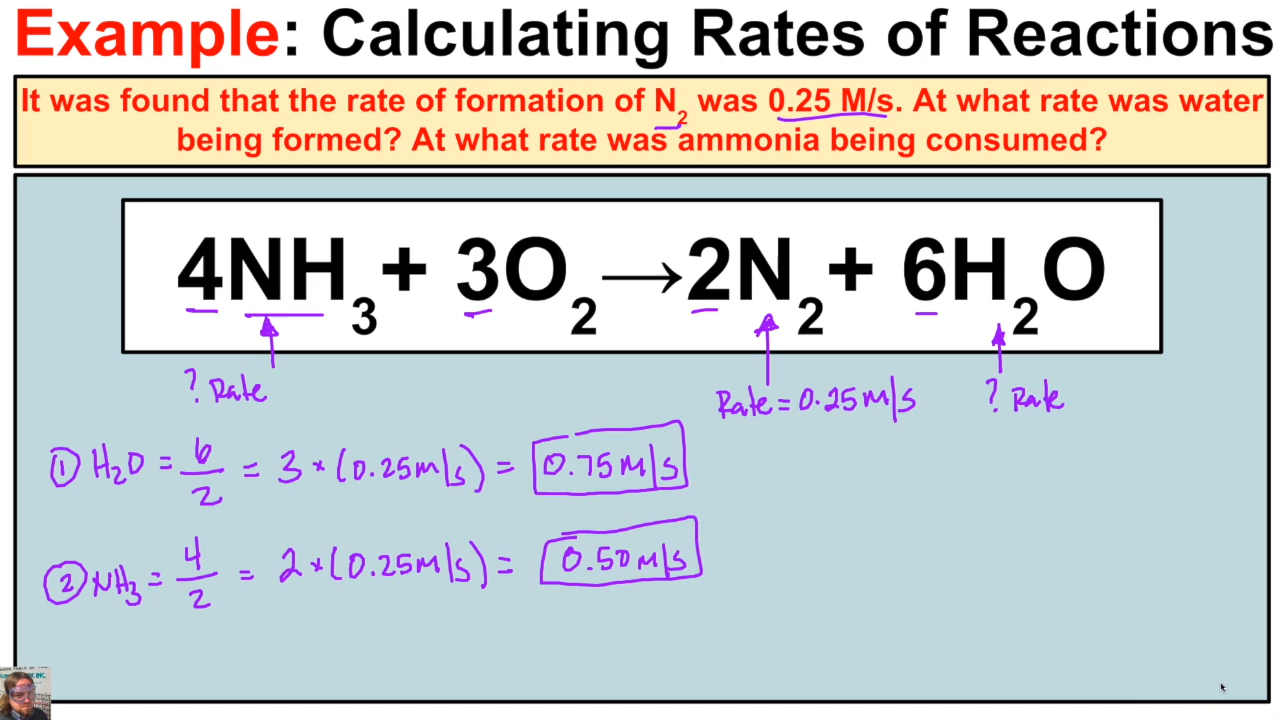 Example: Calculating Rates of Reactions
It was found that the rate of formation of N₂ was 0.25 M/s. At what rate was water
being formed? At what rate was ammonia being consumed?
4NH₃+ 3O₂→2N₂+ 6H₂O
? Rate
Rate = 0.25 M/s
? Rate
① H₂O = 6/2 = 3 * (0.25 M/s) = 0.75 M/s
② NH₃ = 4/2 = 2 * (0.25 M/s) = 0.50 M/s